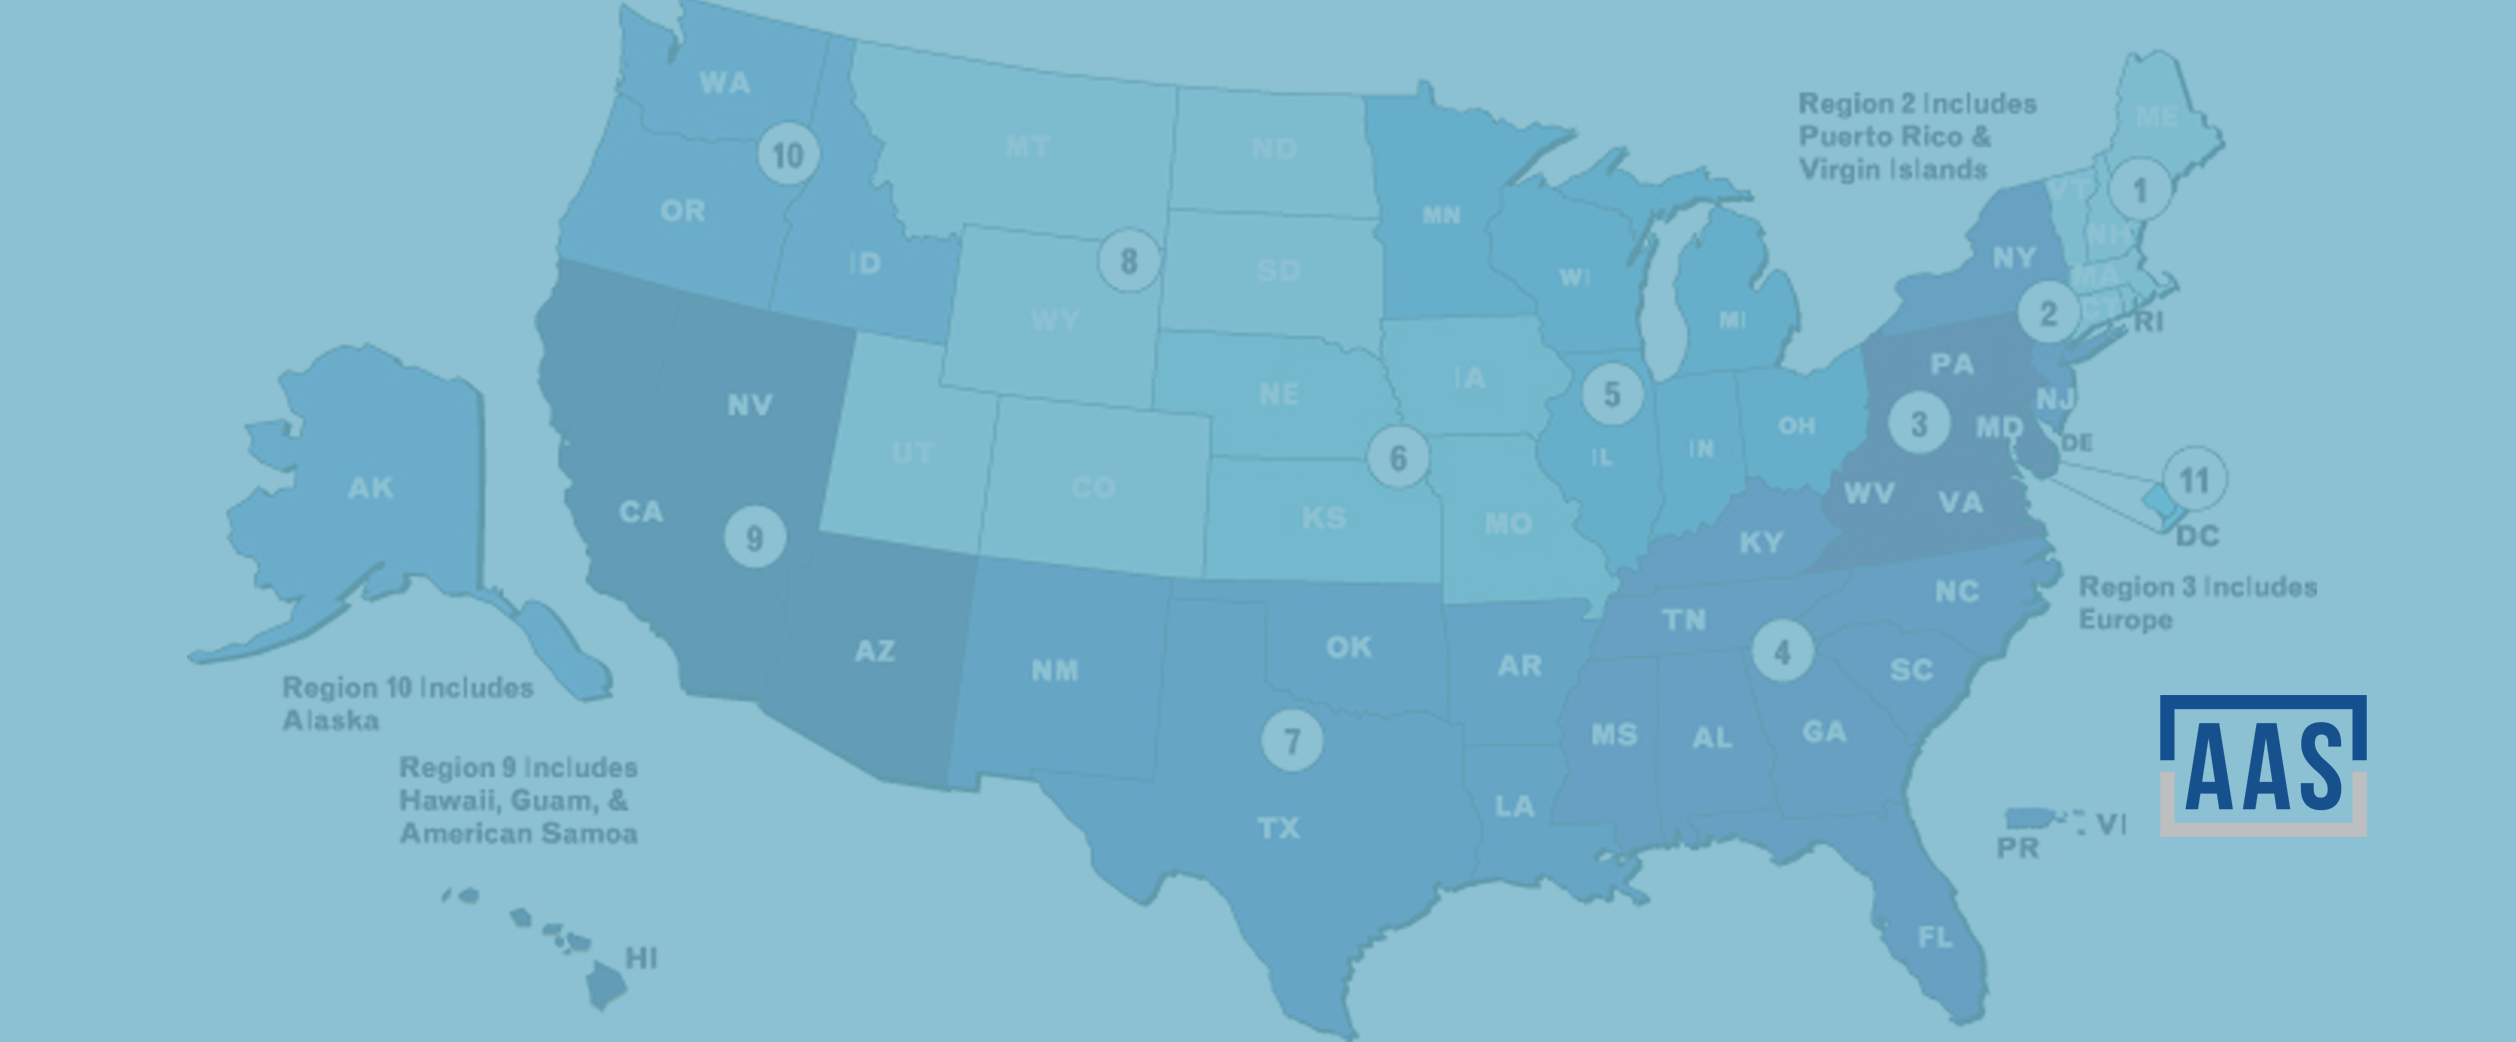 WA
10
OR
ID
MT
ND
MN
8
SD
WY
WI
MI
Region 2 Includes
Puerto Rico &
Virgin Islands
ME
1
VT
NH
NY
MA
2
CT
RI
NV
UT
CO
NE
IA
5
6
IL
IN
OH
PA
3
NJ
MD
DE
11
DC
WV
VA
KY
KS
MO
CA
9
AK
AZ
NM
OK
AR
TN
4
NC
SC
Region 3 Includes
Europe
Region 10 Includes
Alaska
Region 9 Includes
Hawaii, Guam, &
American Samoa
HI
7
TX
LA
MS
AL
GA
FL
PR
VI
AAS